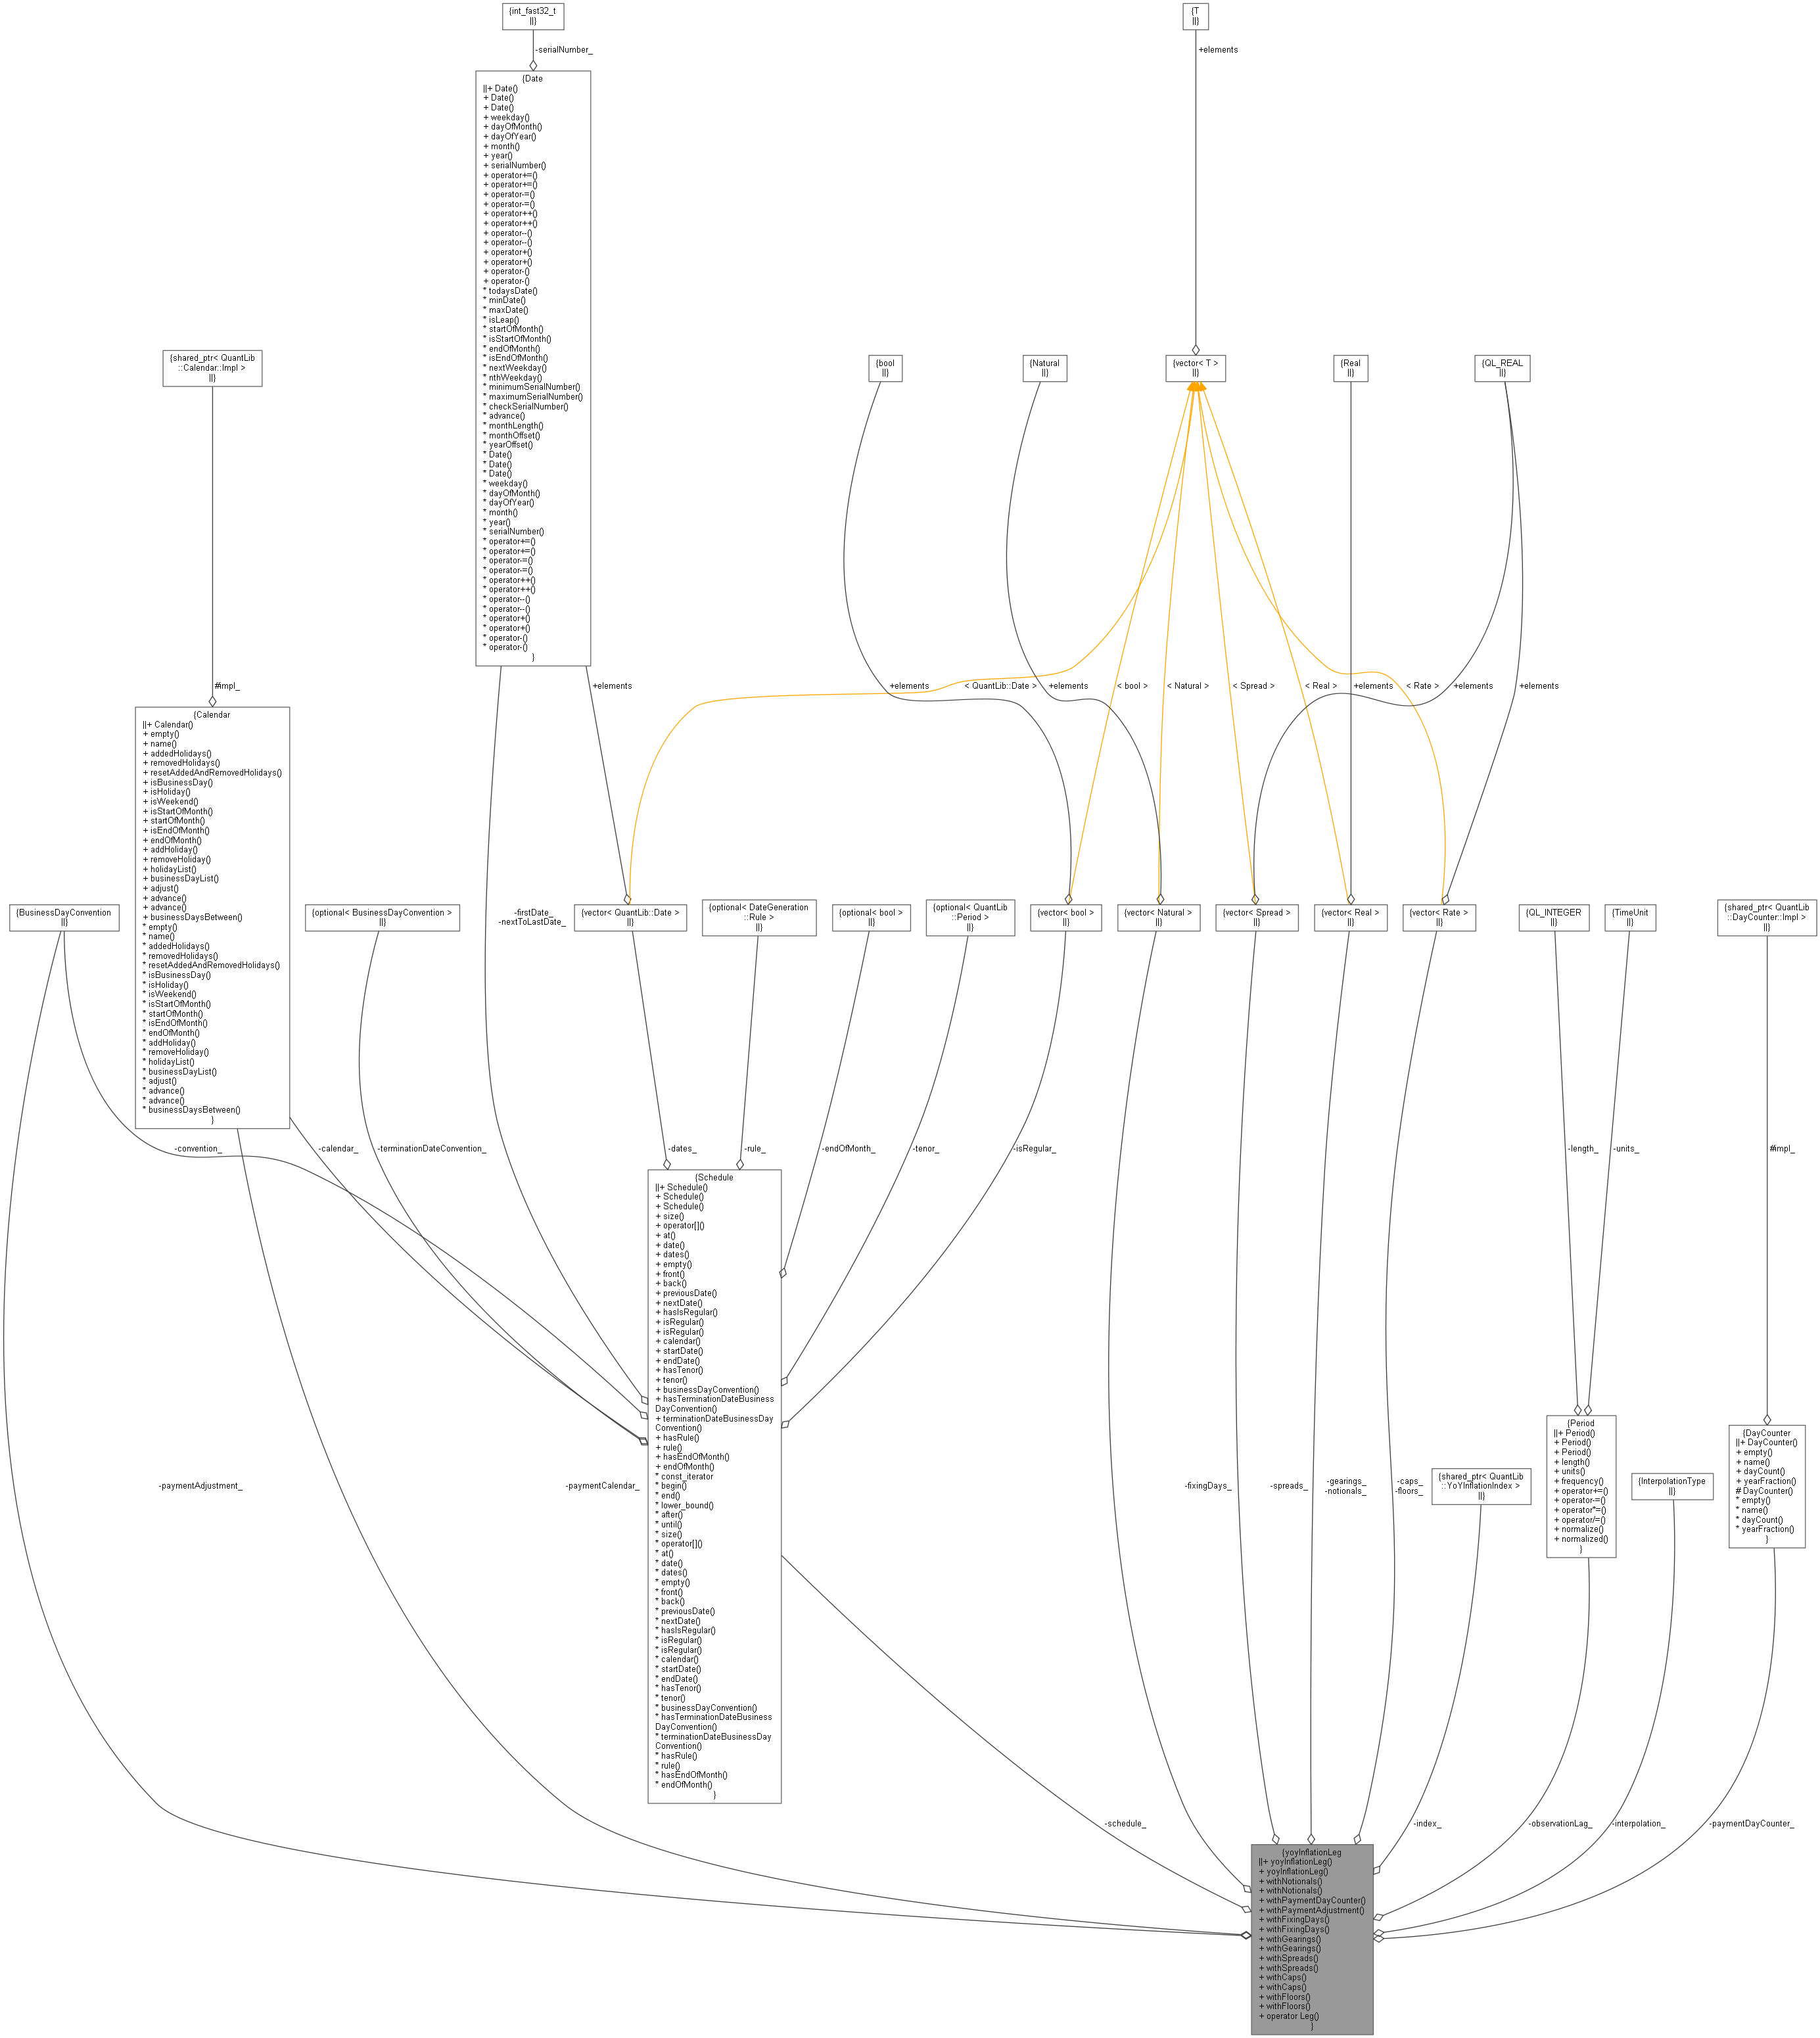 {int_fast32_t
||}
{T
||}
-serialNumber_
+elements
{Date
||+ Date()
+ Date()
+ Date()
+ weekday()
+ dayOfMonth()
+ dayOfYear()
+ month()
+ year()
+ serialNumber()
+ operator+=()
+ operator+=()
+ operator-=()
+ operator-=()
+ operator++()
+ operator++()
+ operator--()
+ operator--()
+ operator+()
+ operator+()
+ operator-()
+ operator-()
* todaysDate()
* minDate()
* maxDate()
* isLeap()
* startOfMonth()
* isStartOfMonth()
* endOfMonth()
* isEndOfMonth()
* nextWeekday()
* nthWeekday()
* minimumSerialNumber()
* maximumSerialNumber()
* checkSerialNumber()
* advance()
* monthLength()
* monthOffset()
* yearOffset()
* Date()
* Date()
* Date()
* weekday()
* dayOfMonth()
* dayOfYear()
* month()
* year()
* serialNumber()
* operator+=()
* operator+=()
* operator-=()
* operator-=()
* operator++()
* operator++()
* operator--()
* operator--()
* operator+()
* operator+()
* operator-()
* operator-()
}
{shared_ptr< QuantLib
::Calendar::Impl >
||}
{bool
||}
{Natural
||}
{vector< T >
||}
{Real
||}
{QL_REAL
||}
#impl_
+elements
< QuantLib::Date >
+elements
< bool >
+elements
< Natural >
< Spread >
< Real >
+elements
< Rate >
+elements
+elements
{Calendar
||+ Calendar()
+ empty()
+ name()
+ addedHolidays()
+ removedHolidays()
+ resetAddedAndRemovedHolidays()
+ isBusinessDay()
+ isHoliday()
+ isWeekend()
+ isStartOfMonth()
+ startOfMonth()
+ isEndOfMonth()
+ endOfMonth()
+ addHoliday()
+ removeHoliday()
+ holidayList()
+ businessDayList()
+ adjust()
+ advance()
+ advance()
+ businessDaysBetween()
* empty()
* name()
* addedHolidays()
* removedHolidays()
* resetAddedAndRemovedHolidays()
* isBusinessDay()
* isHoliday()
* isWeekend()
* isStartOfMonth()
* startOfMonth()
* isEndOfMonth()
* endOfMonth()
* addHoliday()
* removeHoliday()
* holidayList()
* businessDayList()
* adjust()
* advance()
* advance()
* businessDaysBetween()
}
{BusinessDayConvention
||}
{optional< BusinessDayConvention >
||}
-firstDate_
-nextToLastDate_
{vector< QuantLib::Date >
||}
{optional< DateGeneration
::Rule >
||}
{optional< bool >
||}
{optional< QuantLib
::Period >
||}
{vector< bool >
||}
{vector< Natural >
||}
{vector< Spread >
||}
{vector< Real >
||}
{vector< Rate >
||}
{QL_INTEGER
||}
{TimeUnit
||}
{shared_ptr< QuantLib
::DayCounter::Impl >
||}
-convention_
-calendar_
-terminationDateConvention_
-dates_
-rule_
-endOfMonth_
-tenor_
-isRegular_
-length_
-units_
#impl_
{Schedule
||+ Schedule()
+ Schedule()
+ Schedule()
+ size()
+ operator[]()
+ at()
+ date()
+ dates()
+ empty()
+ front()
+ back()
+ previousDate()
+ nextDate()
+ hasIsRegular()
+ isRegular()
+ isRegular()
+ calendar()
+ startDate()
+ endDate()
+ hasTenor()
+ tenor()
+ businessDayConvention()
+ hasTerminationDateBusiness
DayConvention()
+ terminationDateBusinessDay
Convention()
+ hasRule()
+ rule()
+ hasEndOfMonth()
+ endOfMonth()
* const_iterator
* begin()
* end()
* lower_bound()
* after()
* until()
* size()
* operator[]()
* at()
* date()
* dates()
* empty()
* front()
* back()
* previousDate()
* nextDate()
* hasIsRegular()
* isRegular()
* isRegular()
* calendar()
* startDate()
* endDate()
* hasTenor()
* tenor()
* businessDayConvention()
* hasTerminationDateBusiness
DayConvention()
* terminationDateBusinessDay
Convention()
* hasRule()
* rule()
* hasEndOfMonth()
* endOfMonth()
}
{Period
||+ Period()
+ Period()
+ Period()
+ length()
+ units()
+ frequency()
+ operator+=()
+ operator-=()
+ operator*=()
+ operator/=()
+ normalize()
+ normalized()
}
{DayCounter
||+ DayCounter()
+ empty()
+ name()
+ dayCount()
+ yearFraction()
# DayCounter()
* empty()
* name()
* dayCount()
* yearFraction()
}
-paymentAdjustment_
-paymentCalendar_
-fixingDays_
-spreads_
-gearings_
-notionals_
-caps_
-floors_
{shared_ptr< QuantLib
::YoYInflationIndex >
||}
{InterpolationType
||}
-schedule_
-index_
-observationLag_
-interpolation_
-paymentDayCounter_
{yoyInflationLeg
||+ yoyInflationLeg()
+ yoyInflationLeg()
+ withNotionals()
+ withNotionals()
+ withPaymentDayCounter()
+ withPaymentAdjustment()
+ withFixingDays()
+ withFixingDays()
+ withGearings()
+ withGearings()
+ withSpreads()
+ withSpreads()
+ withCaps()
+ withCaps()
+ withFloors()
+ withFloors()
+ operator Leg()
}